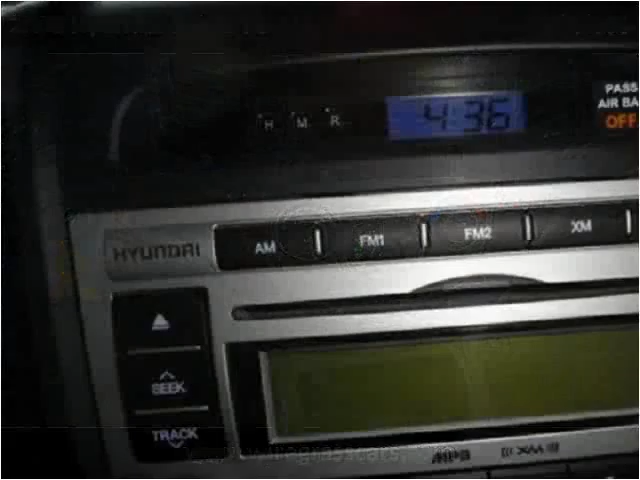 PASS
AIR BA
OFF
H M R
4:36
HYUNDAI AM FM1 FM2 XM
SEEK
TRACK
MP3 XM